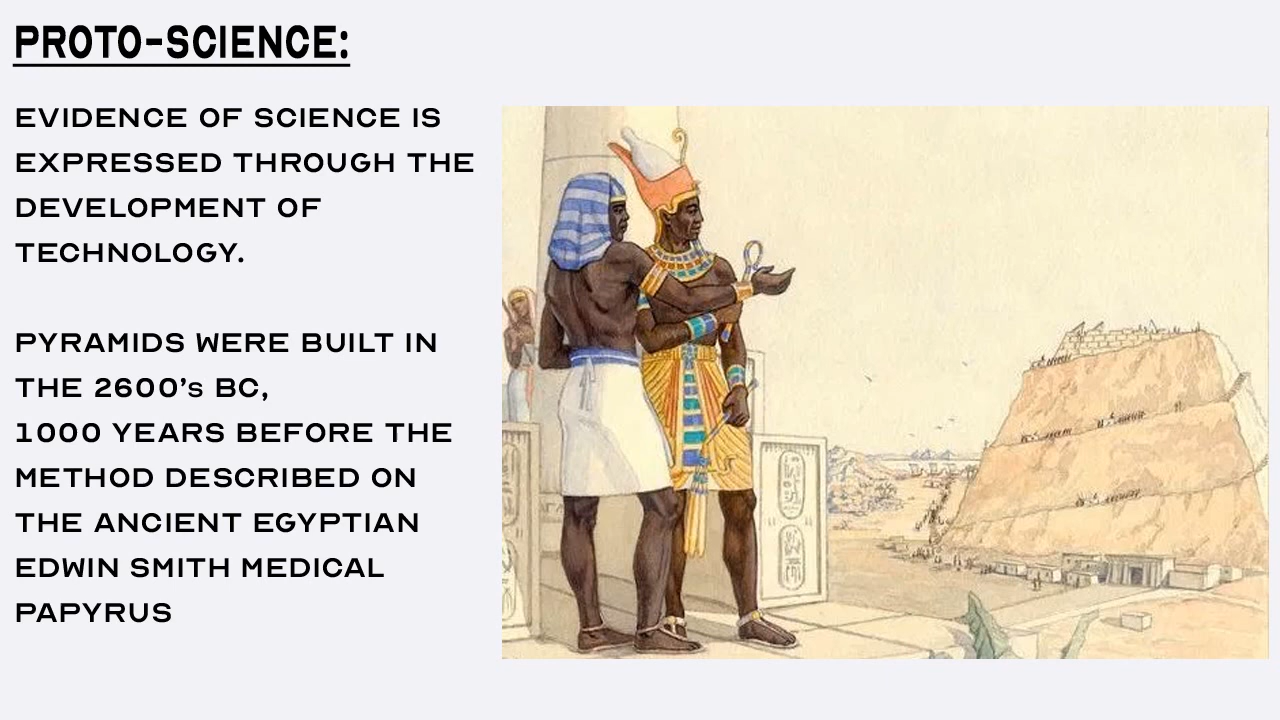 PROTO-SCIENCE:
EVIDENCE OF SCIENCE IS
EXPRESSED THROUGH THE
DEVELOPMENT OF
TECHNOLOGY.
PYRAMIDS WERE BUILT IN
THE 2600's BC,
1000 YEARS BEFORE THE
METHOD DESCRIBED ON
THE ANCIENT EGYPTIAN
EDWIN SMITH MEDICAL
PAPYRUS